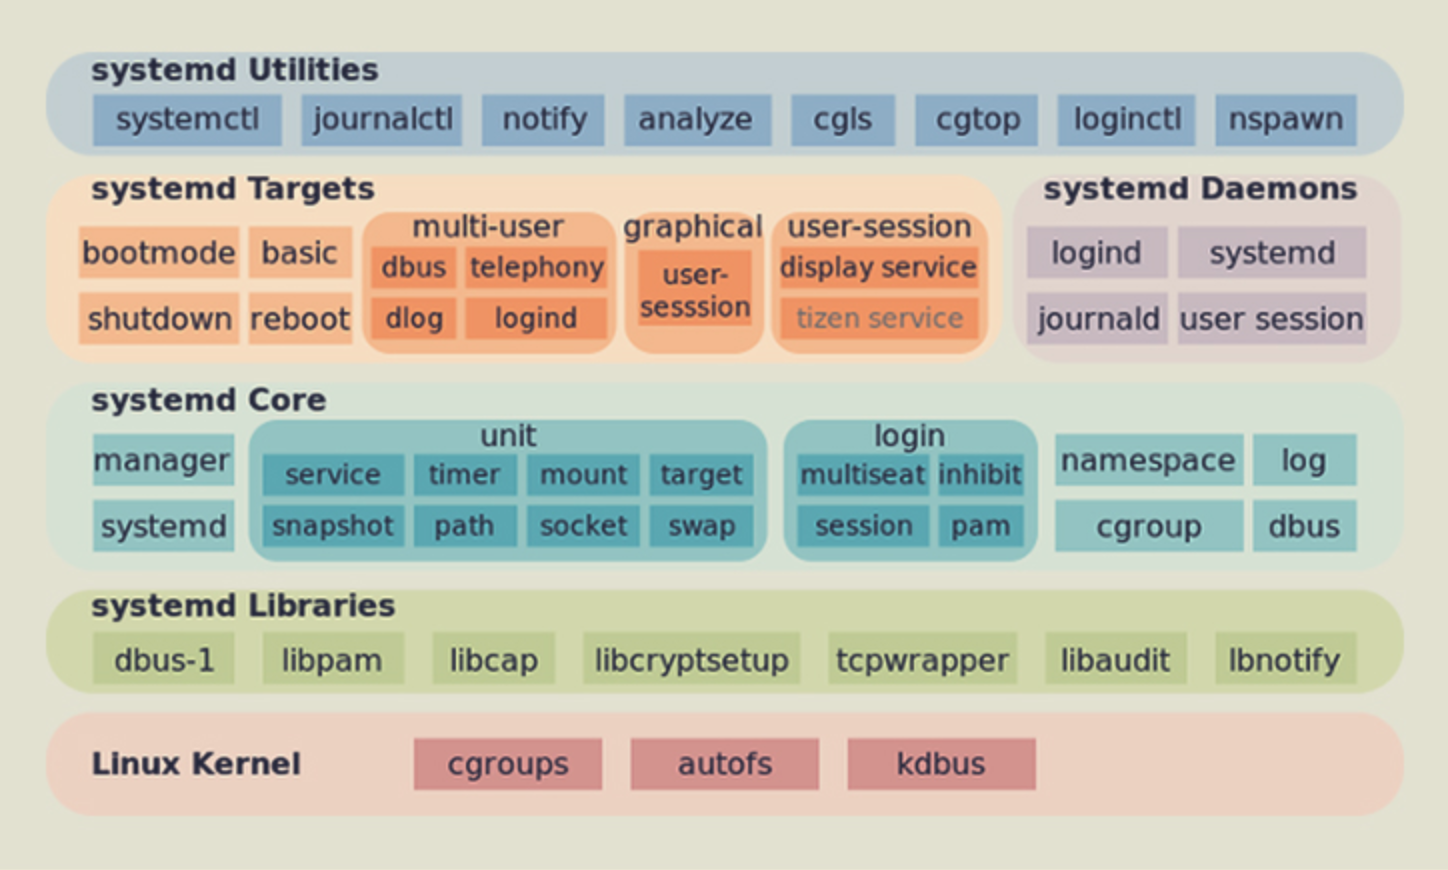 systemd Utilities
systemctl journalctl notify analyze cgls cgtop loginctl nspawn
systemd Targets
bootmode basic
shutdown reboot
multi-user
dbus telephony
dlog logind
graphical
user-
sesssion
user-session
display service
tizen service
systemd Daemons
logind systemd
journald user session
systemd Core
manager
systemd
unit
service timer mount target
snapshot path socket swap
login
multiseat inhibit
session pam
namespace log
cgroup dbus
systemd Libraries
dbus-1 libpam libcap libcryptsetup tcpwrapper libaudit lbnotify
Linux Kernel cgroups autofs kdbus